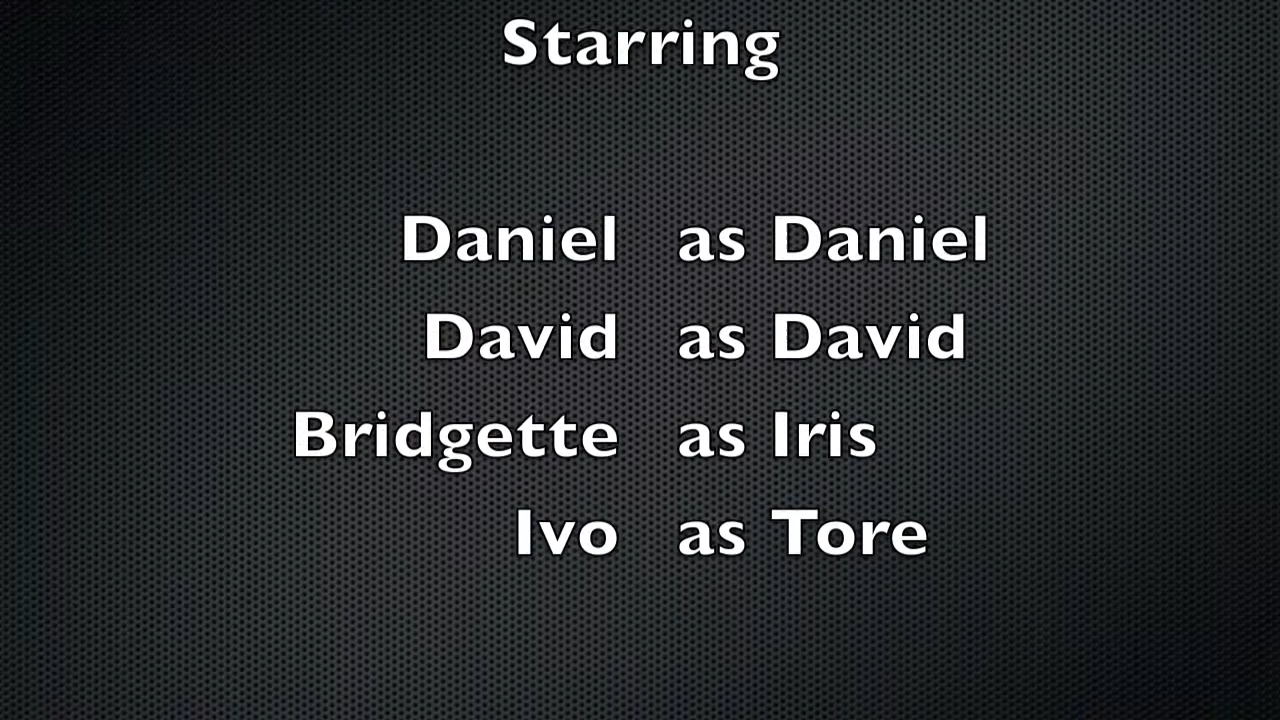 Starring
Daniel as Daniel
David as David
Bridgette as Iris
Ivo as Tore